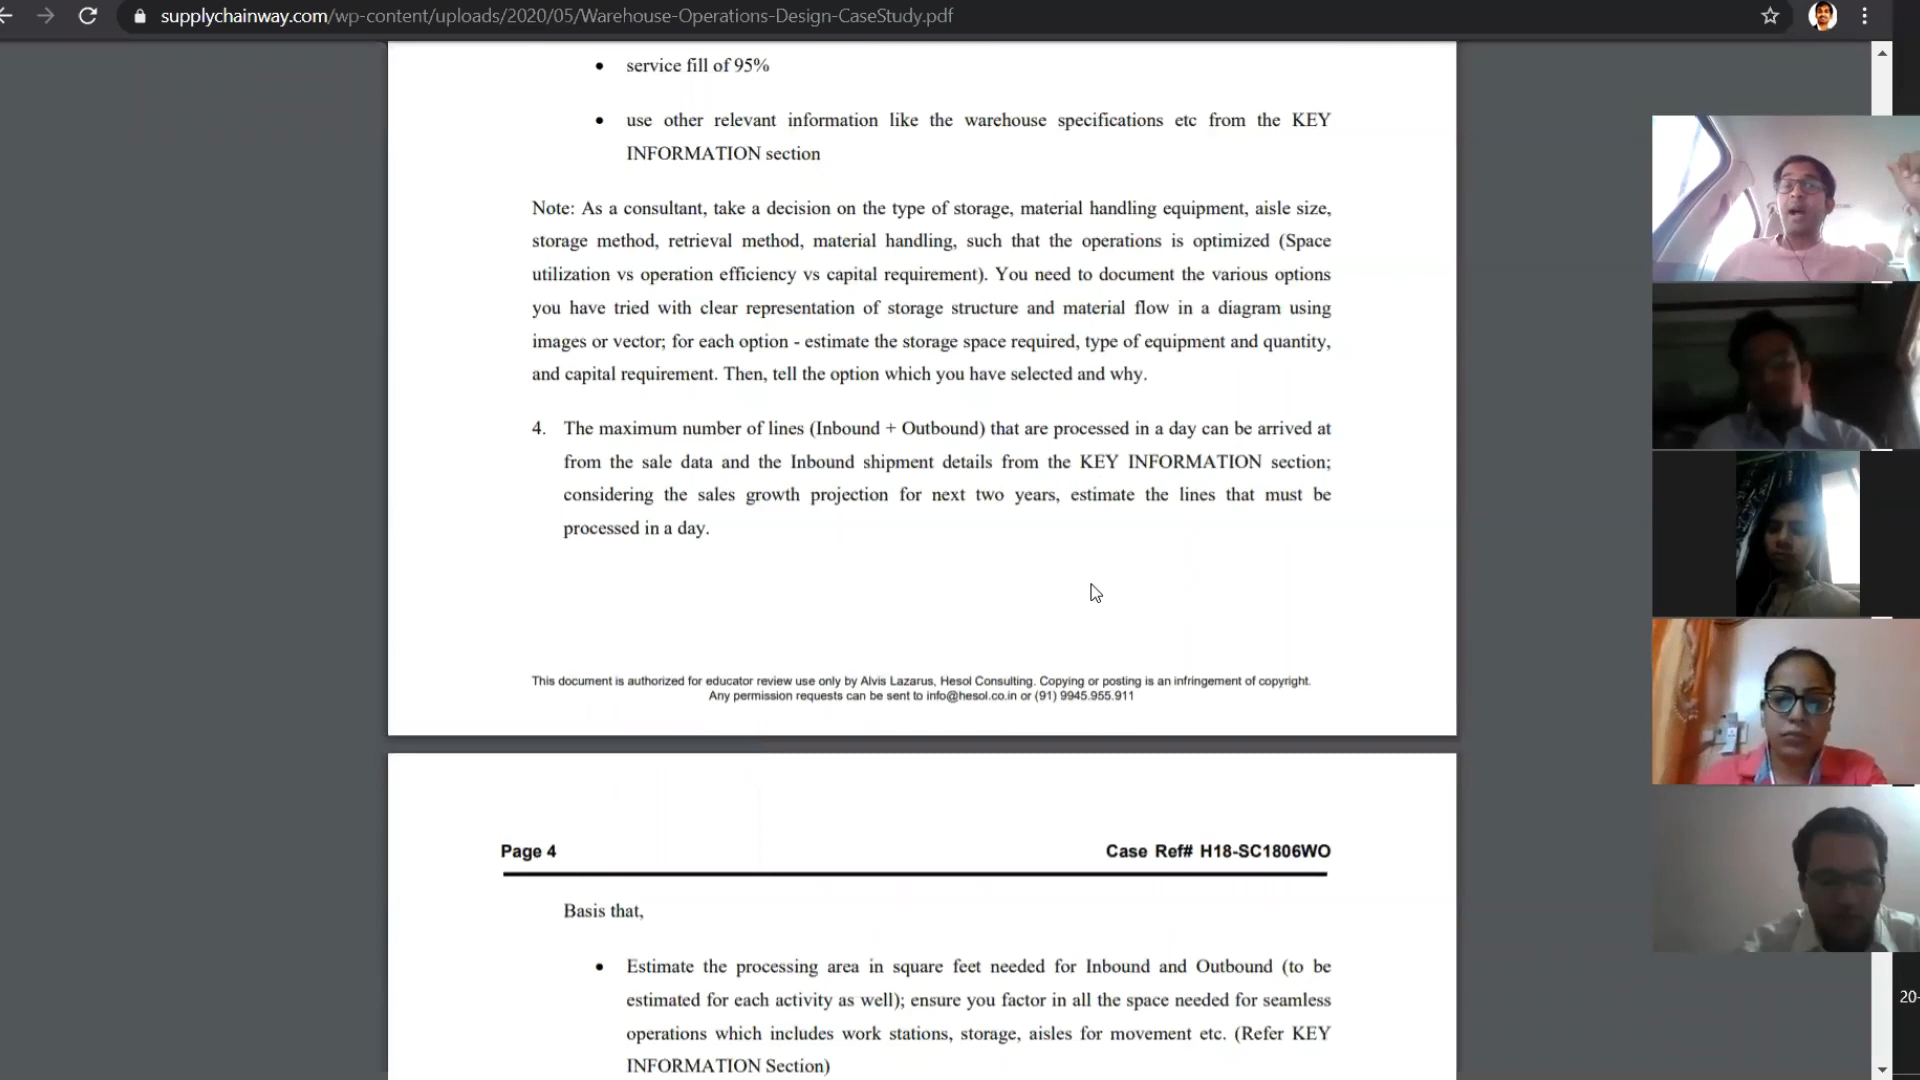 supplychainway.com/wp-content/uploads/2020/05/Warehouse-Operations-Design-CaseStudy.pdf
• service fill of 95%
• use other relevant information like the warehouse specifications etc from the KEY
INFORMATION section
Note: As a consultant, take a decision on the type of storage, material handling equipment, aisle size,
storage method, retrieval method, material handling, such that the operations is optimized (Space
utilization vs operation efficiency vs capital requirement). You need to document the various options
you have tried with clear representation of storage structure and material flow in a diagram using
images or vector; for each option - estimate the storage space required, type of equipment and quantity,
and capital requirement. Then, tell the option which you have selected and why.
4. The maximum number of lines (Inbound + Outbound) that are processed in a day can be arrived at
from the sale data and the Inbound shipment details from the KEY INFORMATION section;
considering the sales growth projection for next two years, estimate the lines that must be
processed in a day.
This document is authorized for educator review use only by Alvis Lazarus, Hesol Consulting. Copying or posting is an infringement of copyright.
Any permission requests can be sent to info@hesol.co.in or (91) 9945.955.911
Page 4 Case Ref# H18-SC1806WO
Basis that,
• Estimate the processing area in square feet needed for Inbound and Outbound (to be
estimated for each activity as well); ensure you factor in all the space needed for seamless
operations which includes work stations, storage, aisles for movement etc. (Refer KEY
INFORMATION Section)
20-